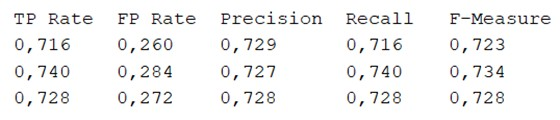 TP Rate FP Rate Precision Recall F-Measure
0,716 0,260 0,729 0,716 0,723
0,740 0,284 0,727 0,740 0,734
0,728 0,272 0,728 0,728 0,728